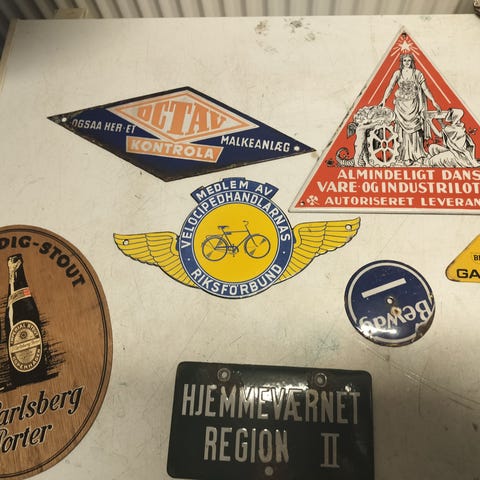 OGSAA HER·ET
OCTAV
KONTROLA
MALKEANLÆG
ALMINDELIGT DANS
VARE-OG INDUSTRILOT
AUTORISERET LEVERAN
MEDLEM AV
VELOCIPEDHANDLARNAS
RIKSFÖRBUND
DIG-STOUT
arlsberg
orter
HJEMMEVÆRNET
REGION II